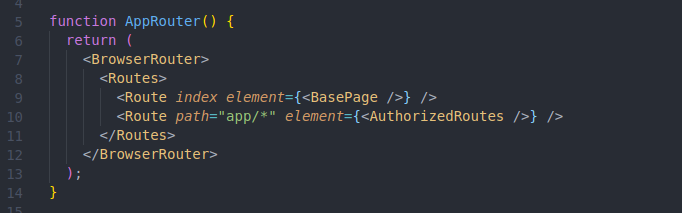 4
5 function AppRouter() {
6   return (
7     <BrowserRouter>
8       <Routes>
9         <Route index element={<BasePage />} />
10         <Route path="app/*" element={<AuthorizedRoutes />} />
11       </Routes>
12     </BrowserRouter>
13   );
14 }
15